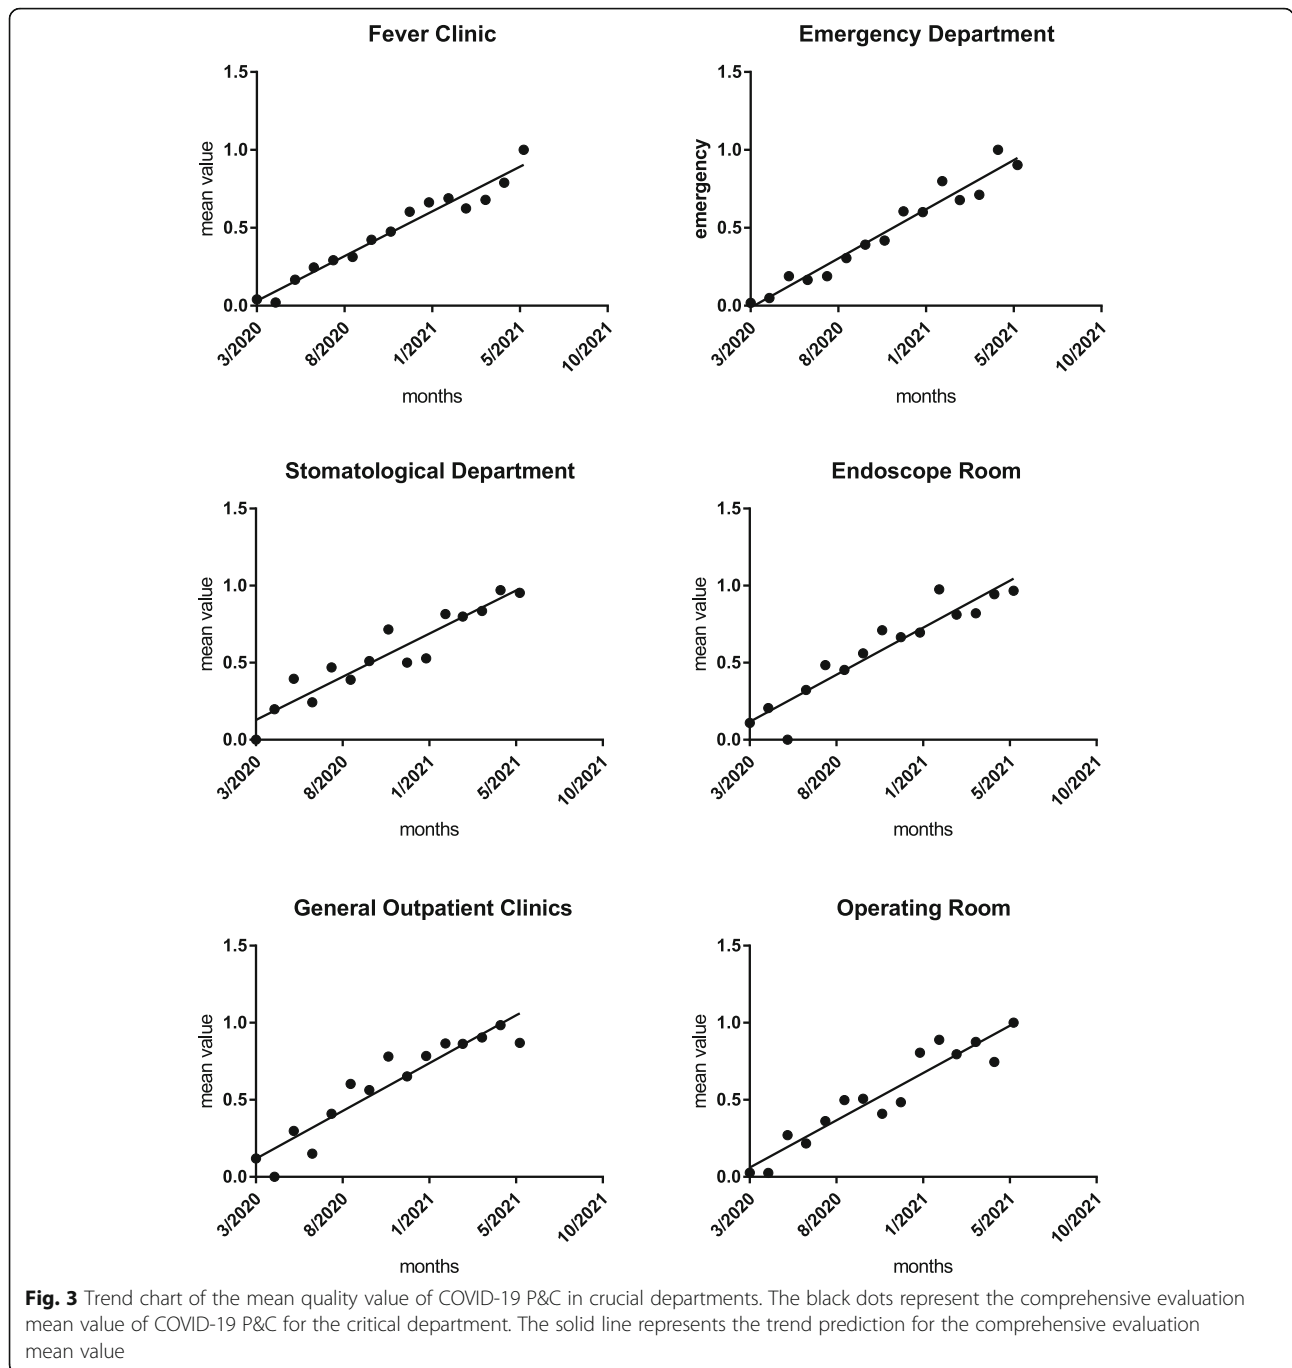 Fever Clinic
1.5
1.0
0.5
0.0
mean value
3/2020
8/2020
1/2021
5/2021
10/2021
months
Emergency Department
1.5
1.0
0.5
0.0
emergency
3/2020
8/2020
1/2021
5/2021
10/2021
months
Stomatological Department
1.5
1.0
0.5
0.0
mean value
3/2020
8/2020
1/2021
5/2021
10/2021
months
Endoscope Room
1.5
1.0
0.5
0.0
mean value
3/2020
8/2020
1/2021
5/2021
10/2021
months
General Outpatient Clinics
1.5
1.0
0.5
0.0
mean value
3/2020
8/2020
1/2021
5/2021
10/2021
months
Operating Room
1.5
1.0
0.5
0.0
mean value
3/2020
8/2020
1/2021
5/2021
10/2021
months
Fig. 3 Trend chart of the mean quality value of COVID-19 P&C in crucial departments. The black dots represent the comprehensive evaluation
mean value of COVID-19 P&C for the critical department. The solid line represents the trend prediction for the comprehensive evaluation
mean value